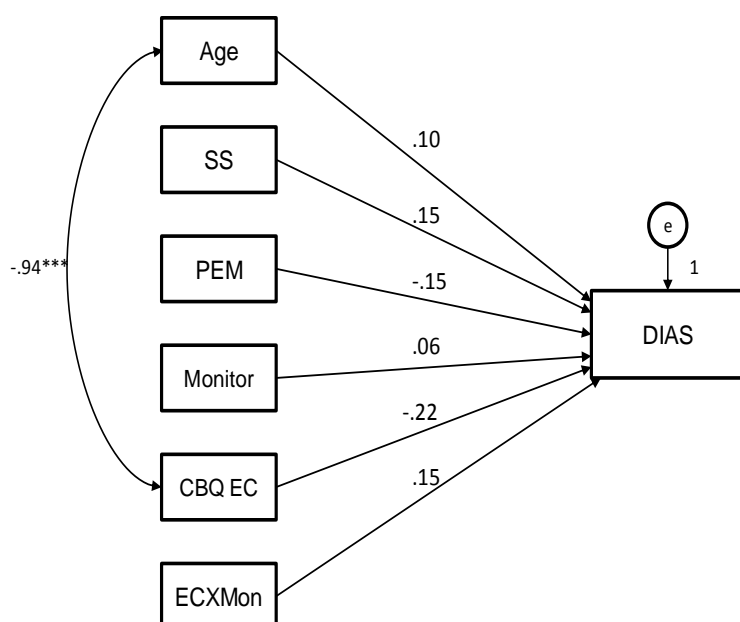 Age
.10
SS
.15
e
-.94***
PEM
-.15
1
DIAS
Monitor
.06
-.22
CBQ EC
.15
ECXMon